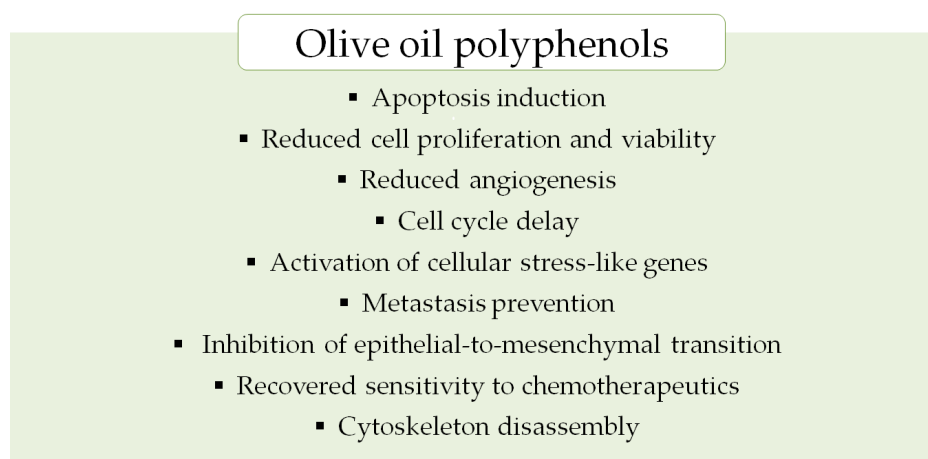 Olive oil polyphenols
▪ Apoptosis induction
▪ Reduced cell proliferation and viability
▪ Reduced angiogenesis
▪ Cell cycle delay
▪ Activation of cellular stress-like genes
▪ Metastasis prevention
▪ Inhibition of epithelial-to-mesenchymal transition
▪ Recovered sensitivity to chemotherapeutics
▪ Cytoskeleton disassembly